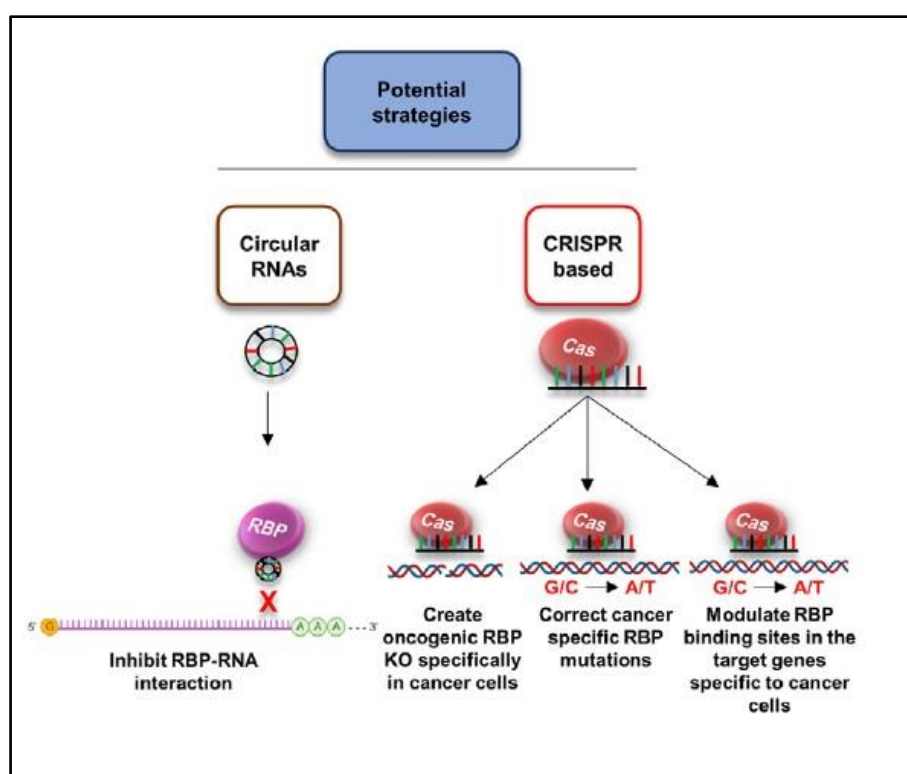 Potential
strategies
Circular
RNAs
CRISPR
based
Cas
RBP
Cas
Cas
Cas
X
G/C A/T
G/C A/T
5' G A A A 3'
Inhibit RBP-RNA
interaction
Create
oncogenic RBP
KO specifically
in cancer cells
Correct cancer
specific RBP
mutations
Modulate RBP
binding sites in the
target genes
specific to cancer
cells